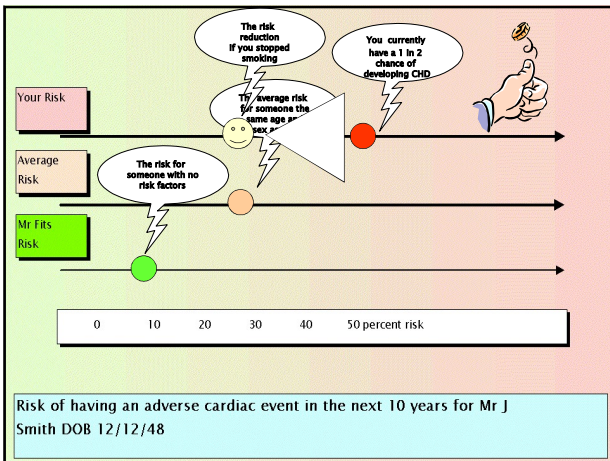 The risk
reduction
if you stopped
smoking
You currently
have a 1 in 2
chance of
developing CHD
Your Risk
The average risk
for someone the
same age an
sex a
Average
Risk
The risk for
someone with no
risk factors
Mr Fits
Risk
0 10 20 30 40 50 percent risk
Risk of having an adverse cardiac event in the next 10 years for Mr J
Smith DOB 12/12/48